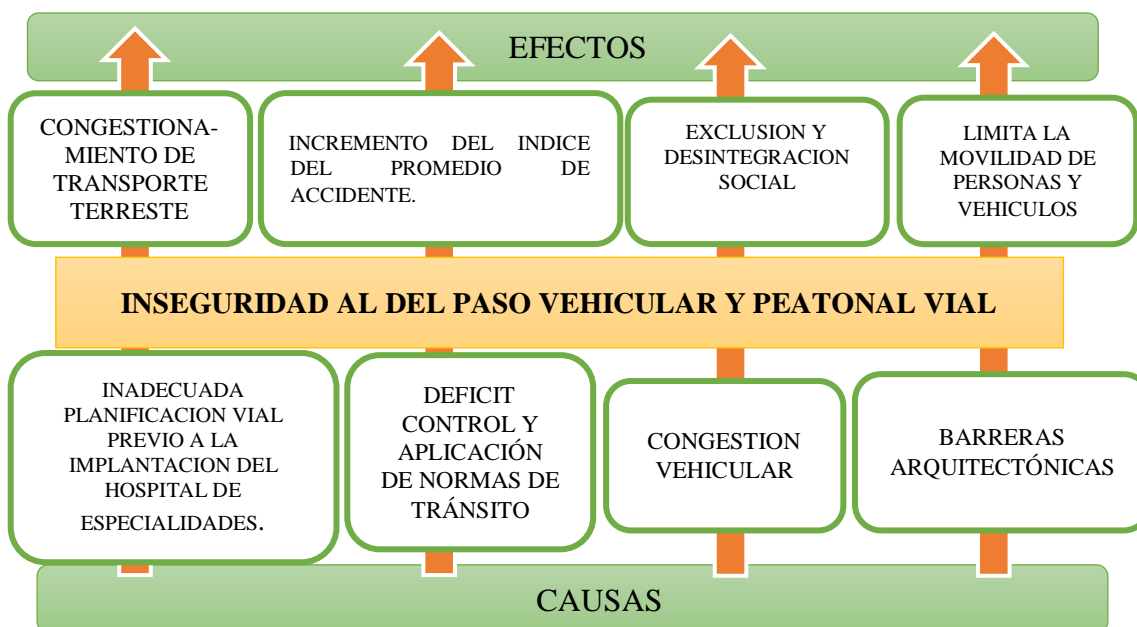 EFECTOS
CONGESTIONA-
MIENTO DE
TRANSPORTE
TERRESTE
INCREMENTO DEL INDICE
DEL PROMEDIO DE
ACCIDENTE.
EXCLUSION Y
DESINTEGRACION
SOCIAL
LIMITA LA
MOVILIDAD DE
PERSONAS Y
VEHICULOS
INSEGURIDAD AL DEL PASO VEHICULAR Y PEATONAL VIAL
INADECUADA
PLANIFICACION VIAL
PREVIO A LA
IMPLANTACION DEL
HOSPITAL DE
ESPECIALIDADES.
DEFICIT
CONTROL Y
APLICACIÓN
DE NORMAS DE
TRÁNSITO
CONGESTION
VEHICULAR
BARRERAS
ARQUITECTÓNICAS
CAUSAS